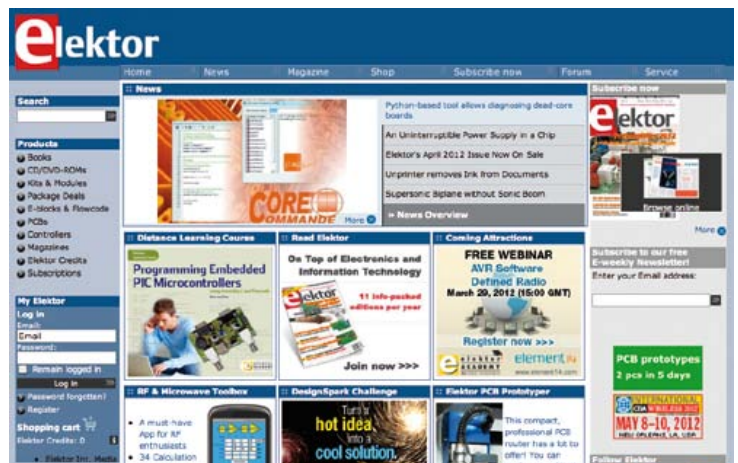 elektor
Home News Magazine Shop Subscribe now Forum Service
Search
Products
Books
CD/DVD-ROMs
Kits & Modules
Package Deals
E-blocks & Flowcode
PCBs
Controllers
Magazines
Elektor Credits
Subscriptions
My Elektor
Log in
Email:
Email
Password:
Remain logged in
Log in
Password forgotten?
Register
Shopping cart
Elektor Credits: 0
Elektor Inc. Media
:: News
CORE
COMMANDE
More
Python-based tool allows diagnosing dead-core
boards
An Uninterruptible Power Supply in a Chip
Elektor's April 2012 Issue Now On Sale
Unprinter removes Ink from Documents
Supersonic Biplane without Sonic Boom
» News Overview
:: Distance Learning Course
Programming Embedded
PIC Microcontrollers
:: Read Elektor
On Top of Electronics and
Information Technology
elektor
11 info-packed
editions per year
Join now >>>
:: Coming Attractions
FREE WEBINAR
AVR Software
Defined Radio
March 29, 2012 (15:00 GMT)
Register now >>>
elektor
ACADEMY
element14
www.element14.com
:: RF & Microwave Toolbox
A must-have
App for RF
enthusiasts
34 Calculation
:: DesignSpark Challenge
Turn a
hot idea
into a
cool solution.
:: Elektor PCB Prototyper
This compact,
professional PCB
router has a lot to
offer! You can
Subscribe now
elektor
Browse online
More
Subscribe to our free
E-weekly Newsletter!
Enter your Email address:
PCB prototypes
2 pcs in 5 days
INTERNATIONAL
CTIA WIRELESS 2012
MAY 8-10, 2012
NEW ORLEANS, LA, USA
Follow Elektor